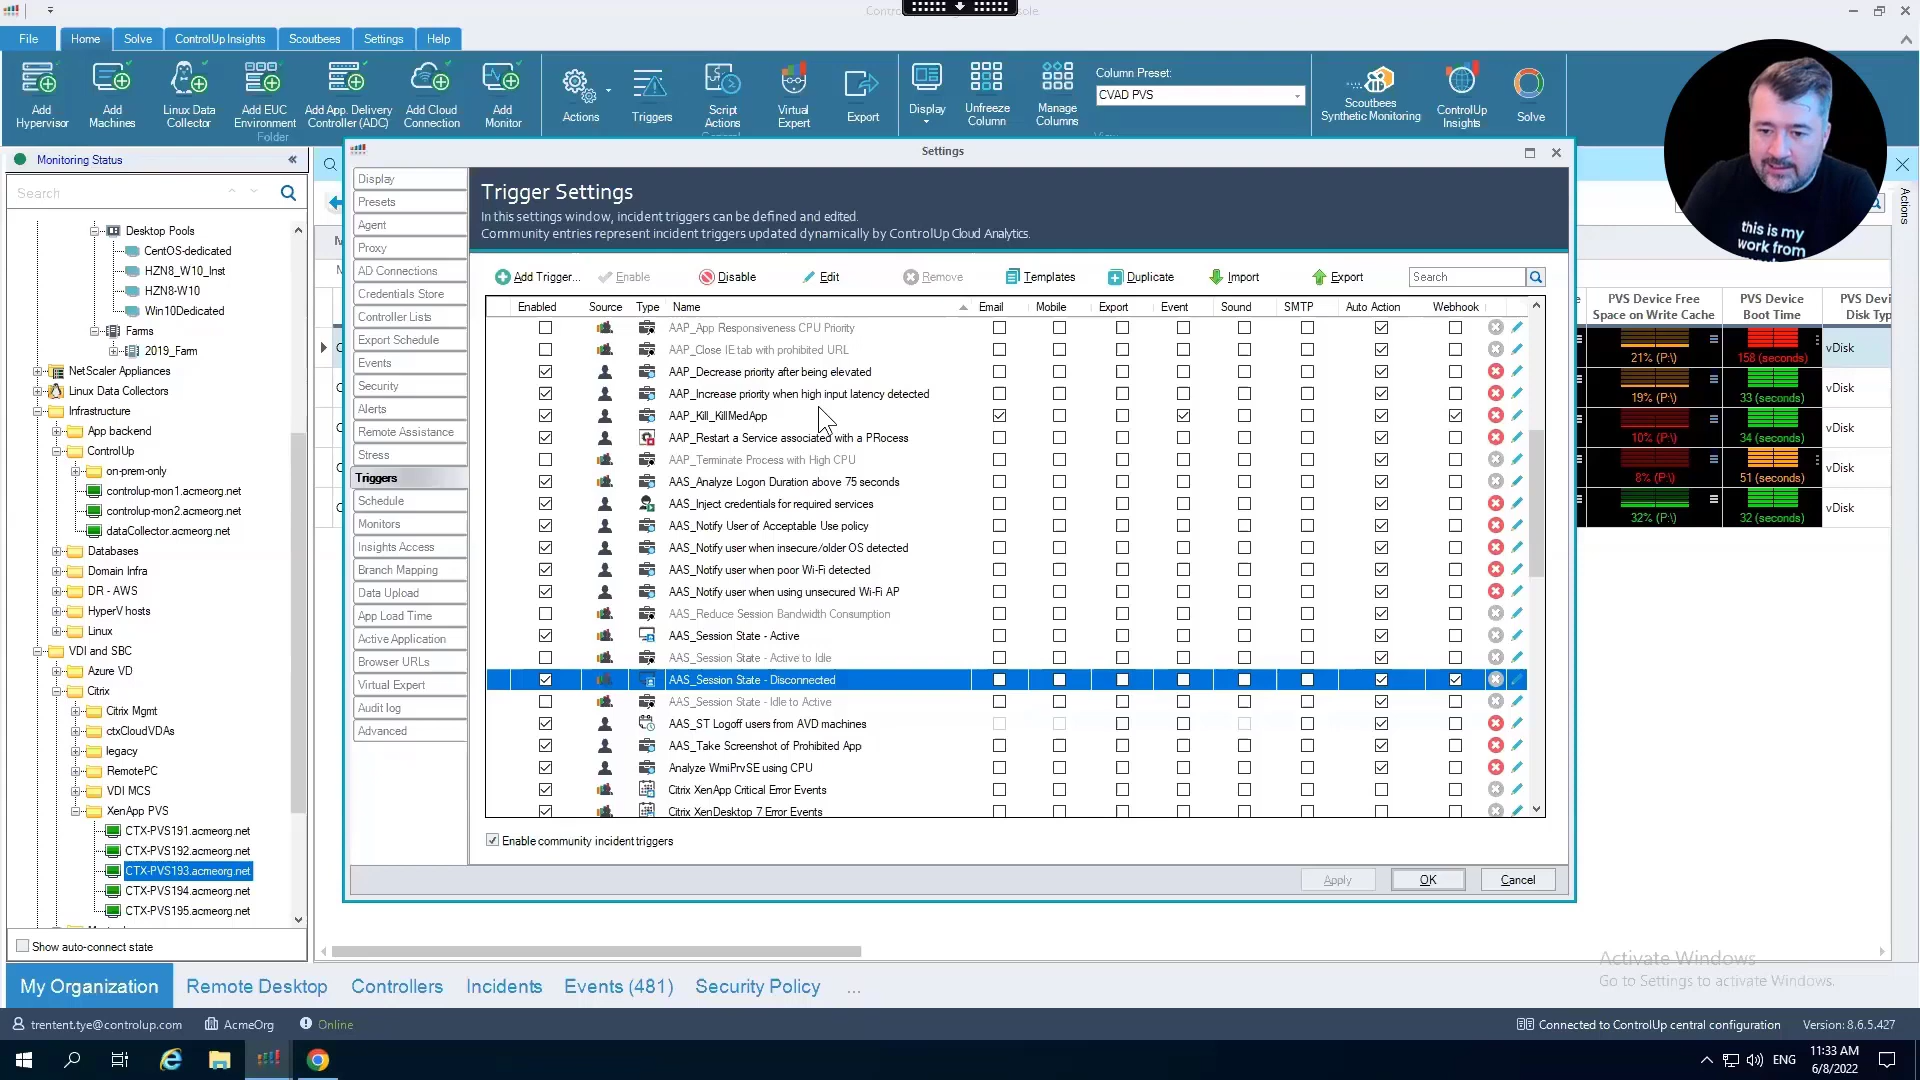 File
Home
Solve
ControlUp Insights
Scoutbees
Settings
Help
Add
Hypervisor
Add
Machines
Linux Data
Collector
Add EUC
Environment
Add App. Delivery
Controller (ADC)
Add Cloud
Connection
Add
Monitor
Folder
Actions
Triggers
Script
Actions
Virtual
Expert
Export
Display
Unfreeze
Column
Manage
Columns
Column Preset:
CVAD PVS
Scoutbees
Synthetic Monitoring
ControlUp
Insights
Solve
this is my
work from
Monitoring Status
Search
Desktop Pools
CentOS-dedicated
HZN8_W10_Inst
HZN8-W10
Win10Dedicated
Farms
2019_Farm
NetScaler Appliances
Linux Data Collectors
Infrastructure
App backend
ControlUp
on-prem-only
controlup-mon1.acmeorg.net
controlup-mon2.acmeorg.net
dataCollector.acmeorg.net
Databases
Domain Infra
DR - AWS
HyperV hosts
Linux
VDI and SBC
Azure VD
Citrix
Citrix Mgmt
ctxCloudVDAs
legacy
RemotePC
VDI MCS
XenApp PVS
CTX-PVS191.acmeorg.net
CTX-PVS192.acmeorg.net
CTX-PVS193.acmeorg.net
CTX-PVS194.acmeorg.net
CTX-PVS195.acmeorg.net
Show auto-connect state
Settings
Display
Presets
Agent
Proxy
AD Connections
Credentials Store
Controller Lists
Export Schedule
Events
Security
Alerts
Remote Assistance
Stress
Triggers
Schedule
Monitors
Insights Access
Branch Mapping
Data Upload
App Load Time
Active Application
Browser URLs
Virtual Expert
Audit log
Advanced
Trigger Settings
In this settings window, incident triggers can be defined and edited.
Community entries represent incident triggers updated dynamically by ControlUp Cloud Analytics.
Add Trigger... Enable Disable Edit Remove Templates Duplicate Import Export Search
Enabled Source Type Name Email Mobile Export Event Sound SMTP Auto Action Webhook
AAP_App Responsiveness CPU Priority
AAP_Close IE tab with prohibited URL
AAP_Decrease priority after being elevated
AAP_Increase priority when high input latency detected
AAP_Kill_KillMedApp
AAP_Restart a Service associated with a PRocess
AAP_Terminate Process with High CPU
AAS_Analyze Logon Duration above 75 seconds
AAS_Inject credentials for required services
AAS_Notify User of Acceptable Use policy
AAS_Notify user when insecure/older OS detected
AAS_Notify user when poor Wi-Fi detected
AAS_Notify user when using unsecured Wi-Fi AP
AAS_Reduce Session Bandwidth Consumption
AAS_Session State - Active
AAS_Session State - Active to Idle
AAS_Session State - Disconnected
AAS_Session State - Idle to Active
AAS_ST Logoff users from AVD machines
AAS_Take Screenshot of Prohibited App
Analyze WmiPrvSE using CPU
Citrix XenApp Critical Error Events
Citrix XenDesktop 7 Error Events
Enable community incident triggers
Apply
OK
Cancel
Actions
PVS Device Free
Space on Write Cache
PVS Device
Boot Time
PVS Devi
Disk Typ
21% (P:\) 158 (seconds) vDisk
19% (P:\) 33 (seconds) vDisk
10% (P:\) 34 (seconds) vDisk
8% (P:\) 51 (seconds) vDisk
32% (P:\) 32 (seconds) vDisk
Activate Windows
Go to Settings to activate Windows.
My Organization Remote Desktop Controllers Incidents Events (481) Security Policy ...
trentent.tye@controlup.com AcmeOrg Online
Connected to ControlUp central configuration Version: 8.6.5.427
ENG
11:33 AM
6/8/2022